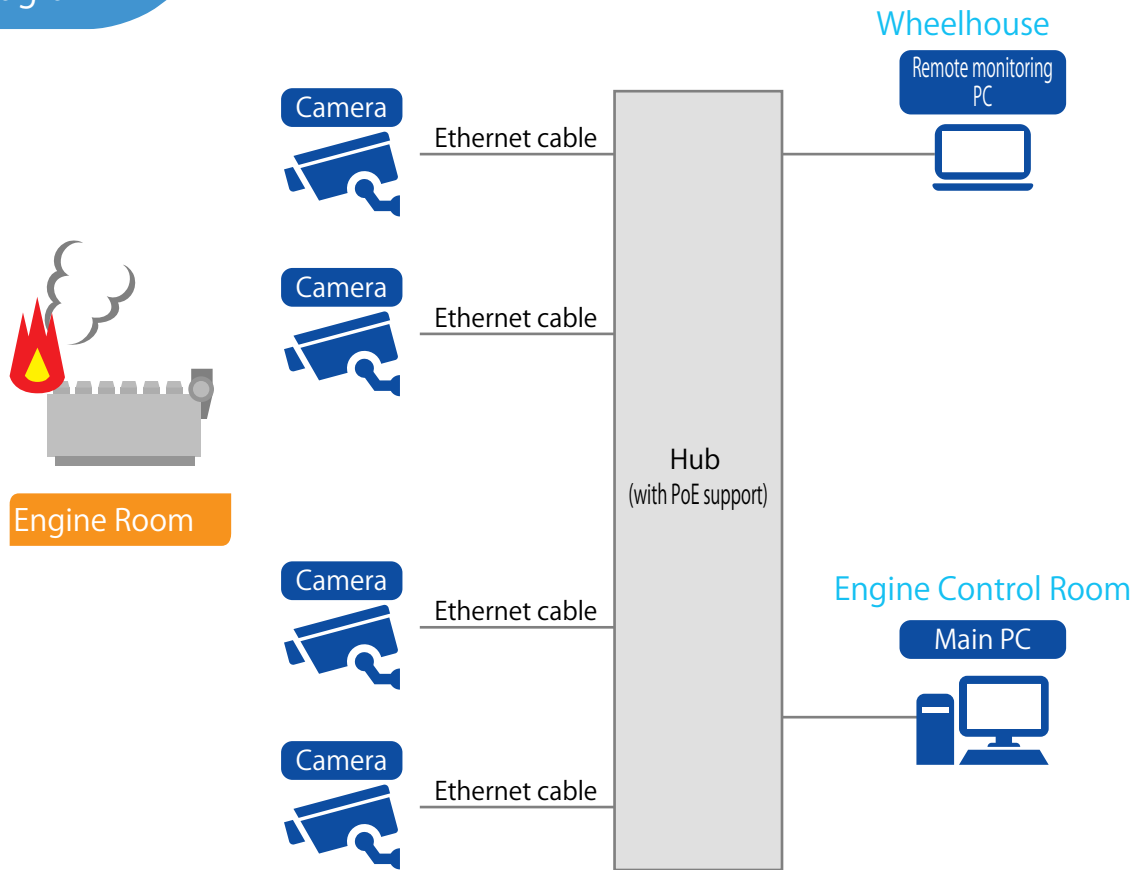 Wheelhouse
Remote monitoring
PC
Camera
Ethernet cable
Camera
Ethernet cable
Hub
(with PoE support)
Engine Room
Camera
Ethernet cable
Engine Control Room
Main PC
Camera
Ethernet cable